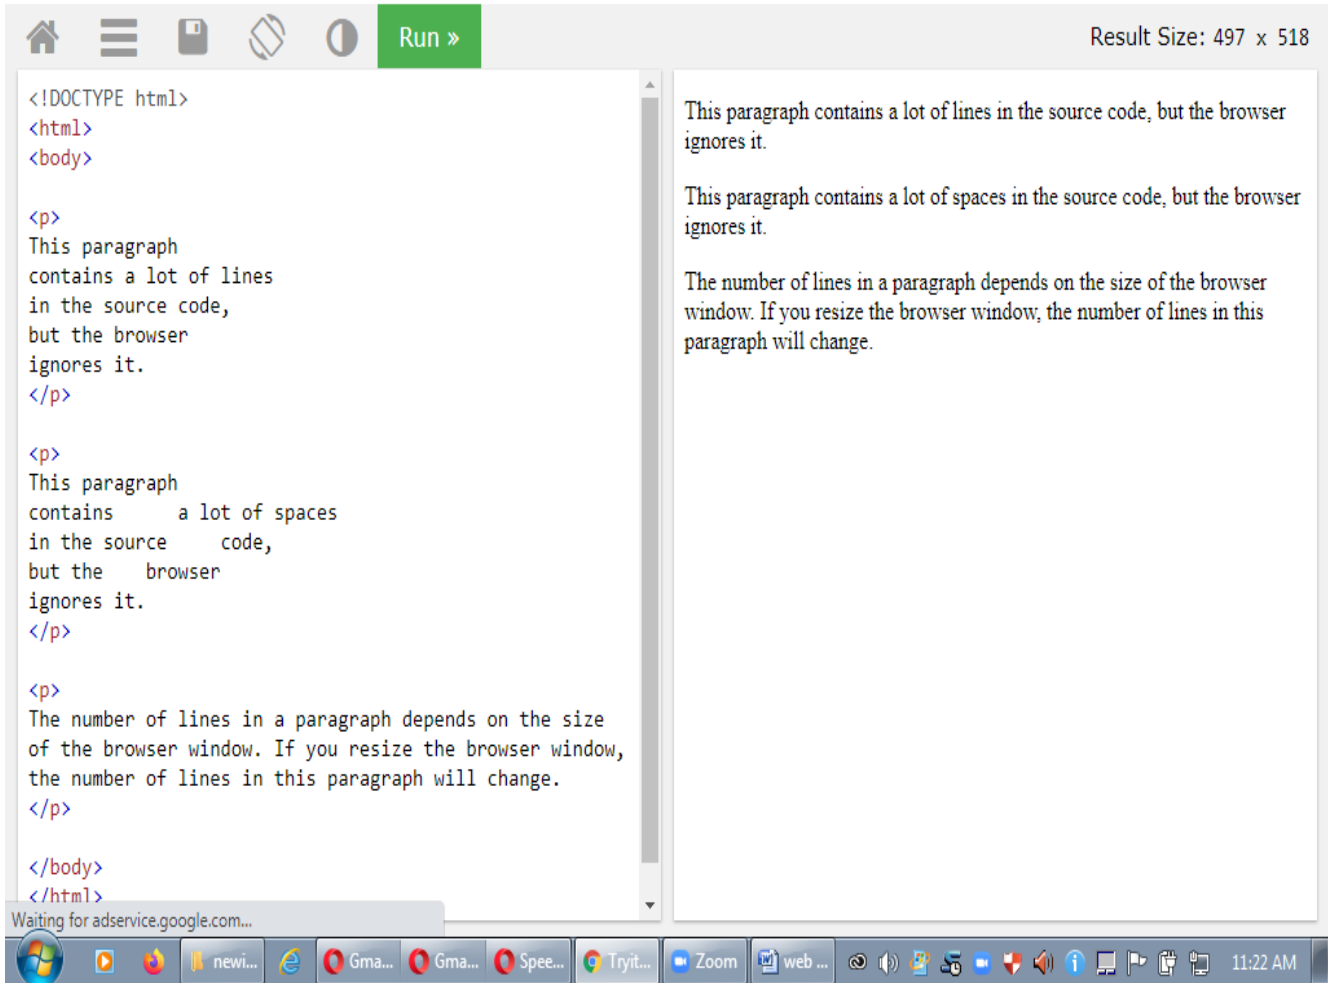 Run »
Result Size: 497 x 518
<!DOCTYPE html>
<html>
<body>
<p>
This paragraph
contains a lot of lines
in the source code,
but the browser
ignores it.
</p>
<p>
This paragraph
contains      a lot of spaces
in the source     code,
but the    browser
ignores it.
</p>
<p>
The number of lines in a paragraph depends on the size
of the browser window. If you resize the browser window,
the number of lines in this paragraph will change.
</p>
</body>
</html>
This paragraph contains a lot of lines in the source code, but the browser
ignores it.
This paragraph contains a lot of spaces in the source code, but the browser
ignores it.
The number of lines in a paragraph depends on the size of the browser
window. If you resize the browser window, the number of lines in this
paragraph will change.
Waiting for adservice.google.com...
newi... Gma... Gma... Spee... Tryit... Zoom web ... 11:22 AM